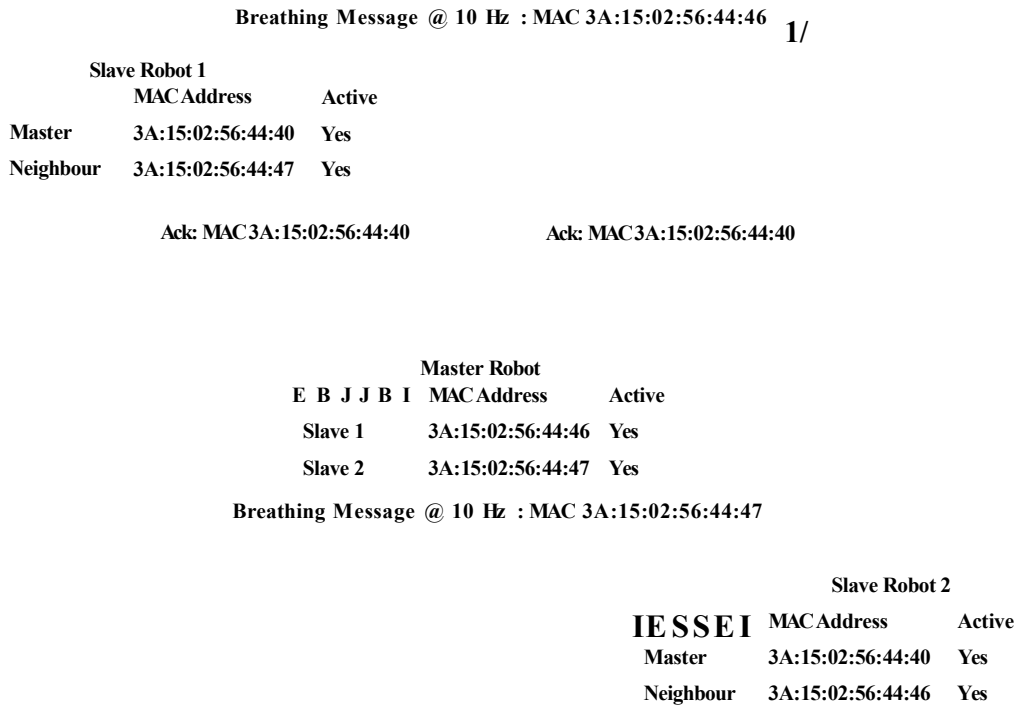 Breathing Message @ 10 Hz : MAC 3A:15:02:56:44:46
1/
Slave Robot 1
MAC Address Active
Master 3A:15:02:56:44:40 Yes
Neighbour 3A:15:02:56:44:47 Yes
Ack: MAC 3A:15:02:56:44:40 Ack: MAC 3A:15:02:56:44:40
Master Robot
E B J J B I MAC Address Active
Slave 1 3A:15:02:56:44:46 Yes
Slave 2 3A:15:02:56:44:47 Yes
Breathing Message @ 10 Hz : MAC 3A:15:02:56:44:47
Slave Robot 2
IESSEI MAC Address Active
Master 3A:15:02:56:44:40 Yes
Neighbour 3A:15:02:56:44:46 Yes